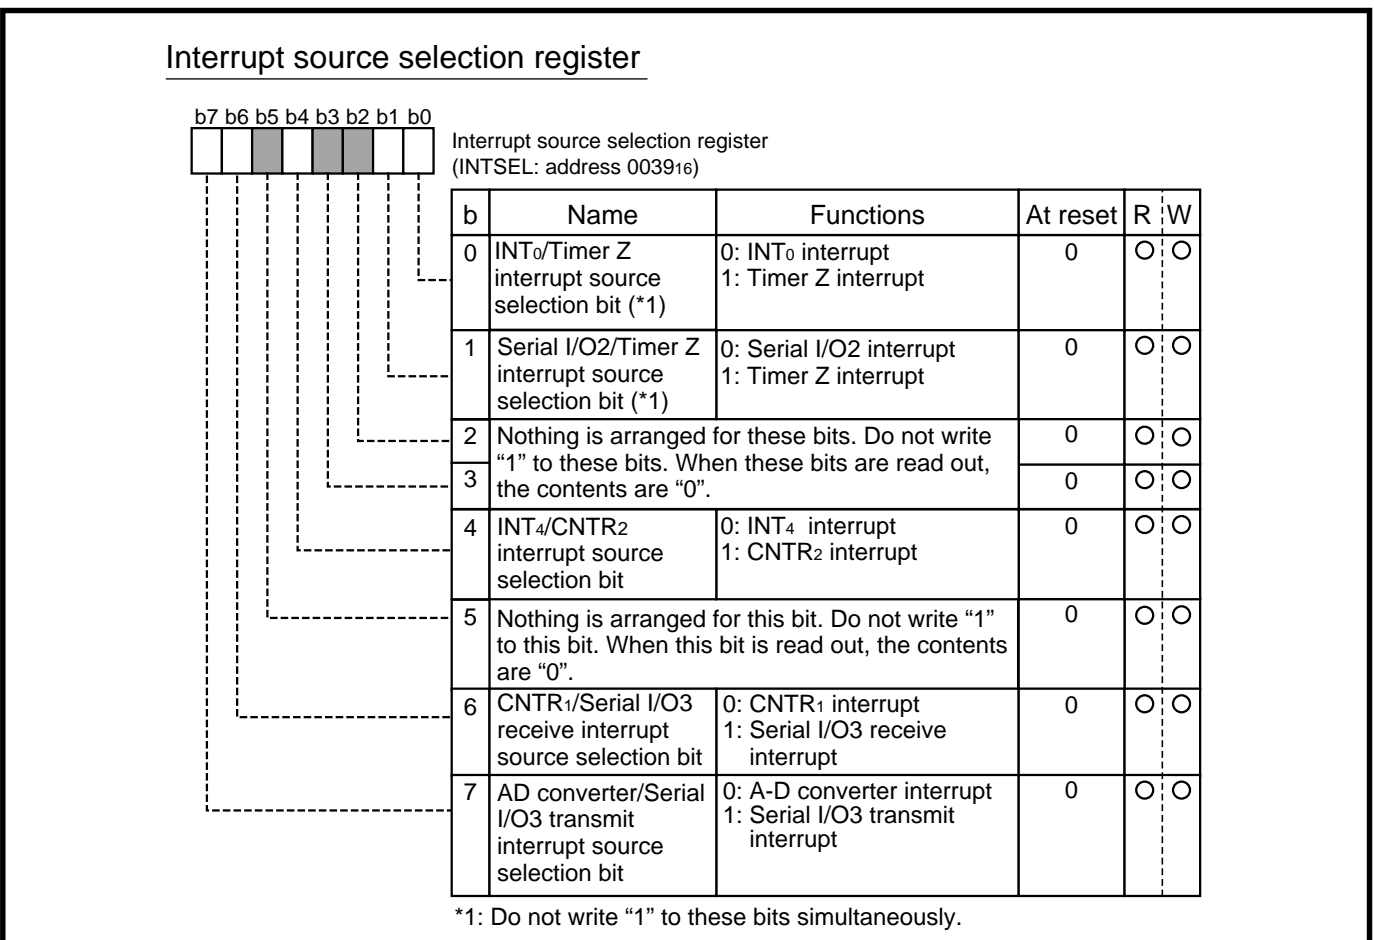 Interrupt source selection register
b7 b6 b5 b4 b3 b2 b1 b0
Interrupt source selection register
(INTSEL: address 003916)
b Name Functions At reset R W
0 INT0/Timer Z interrupt source selection bit (*1) 0: INT0 interrupt 1: Timer Z interrupt 0 ○ ○
1 Serial I/O2/Timer Z interrupt source selection bit (*1) 0: Serial I/O2 interrupt 1: Timer Z interrupt 0 ○ ○
2 Nothing is arranged for these bits. Do not write 0 ○ ○
“1” to these bits. When these bits are read out,
3 the contents are “0”. 0 ○ ○
4 INT4/CNTR2 interrupt source selection bit 0: INT4 interrupt 1: CNTR2 interrupt 0 ○ ○
5 Nothing is arranged for this bit. Do not write “1” 0 ○ ○
to this bit. When this bit is read out, the contents
are “0”.
6 CNTR1/Serial I/O3 receive interrupt source selection bit 0: CNTR1 interrupt 1: Serial I/O3 receive interrupt 0 ○ ○
7 AD converter/Serial I/O3 transmit interrupt source selection bit 0: A-D converter interrupt 1: Serial I/O3 transmit interrupt 0 ○ ○
*1: Do not write “1” to these bits simultaneously.